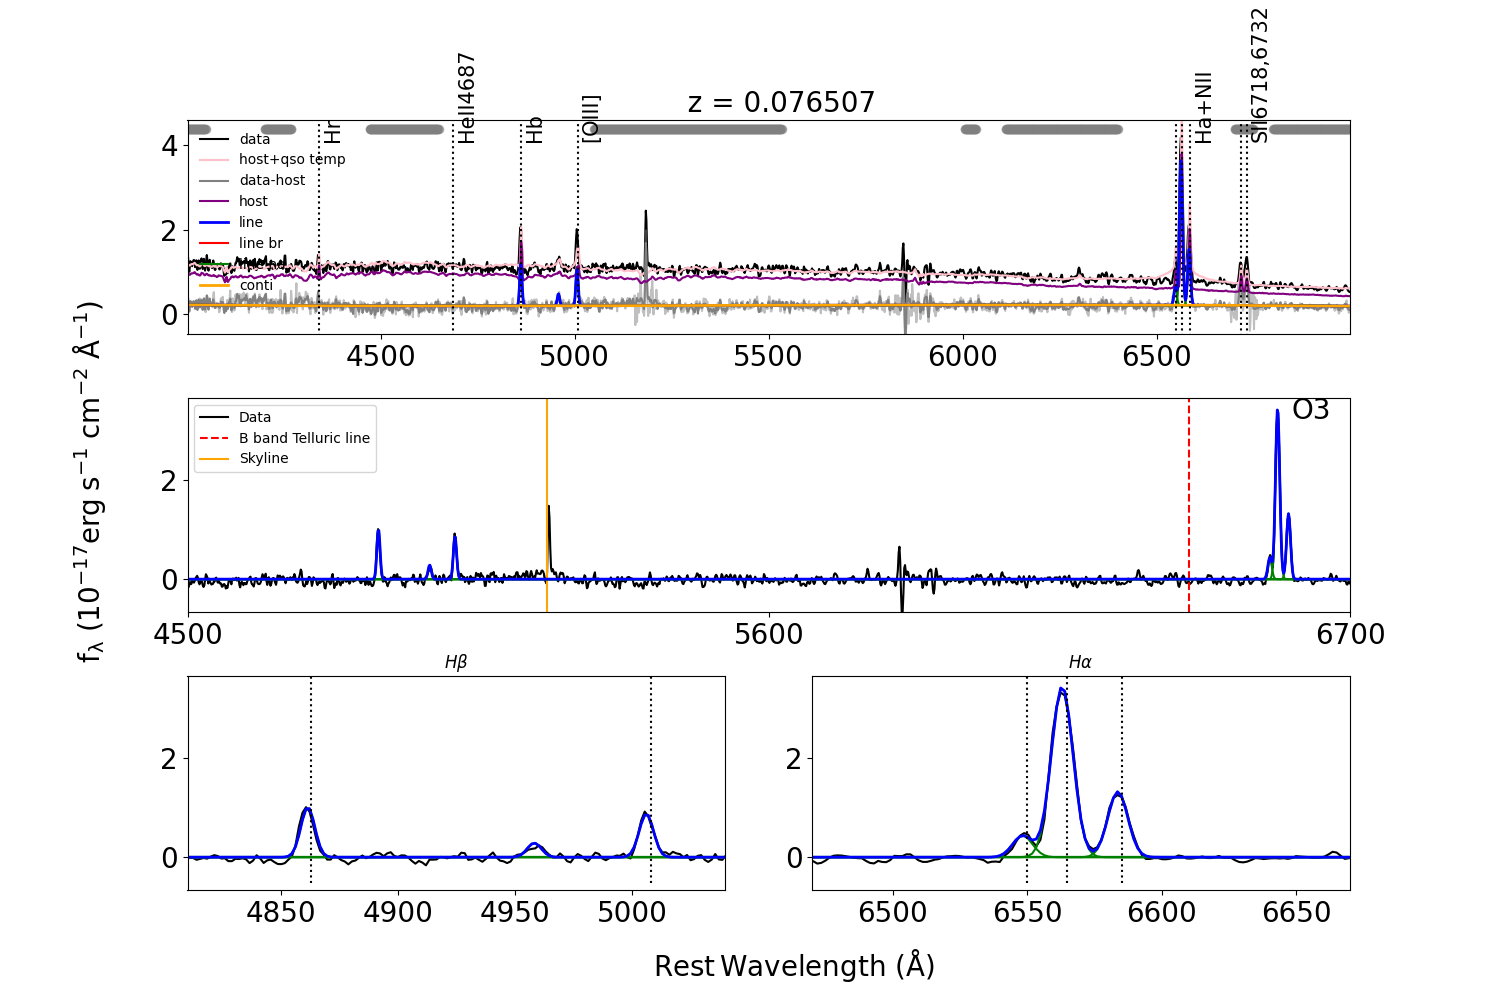 z = 0.076507
Hr
HeII4687
Hb
[OIII]
Ha+NII
SII6718,6732
data
host+qso temp
data-host
host
line
line br
conti
4
2
0
4500
5000
5500
6000
6500
Data
B band Telluric line
Skyline
O3
2
0
4500
5600
6700
fλ (10⁻¹⁷erg s⁻¹ cm⁻² Å⁻¹)
Hβ
2
0
4850
4900
4950
5000
Hα
2
0
6500
6550
6600
6650
Rest Wavelength (Å)